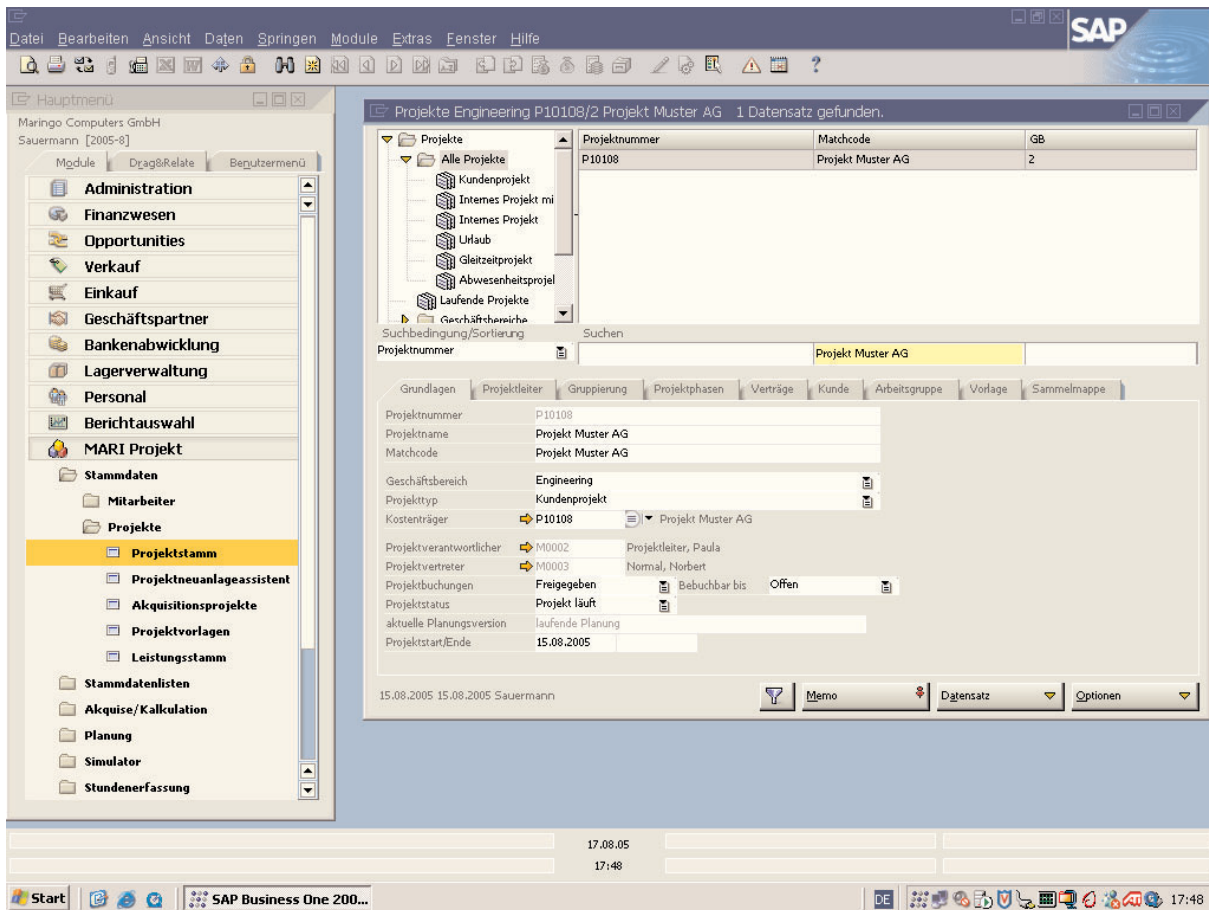 SAP
Datei Bearbeiten Ansicht Daten Springen Module Extras Fenster Hilfe
Hauptmenü
Maringo Computers GmbH
Sauermann [2005-8]
Module Drag&Relate Benutzermenü
Administration
Finanzwesen
Opportunities
Verkauf
Einkauf
Geschäftspartner
Bankenabwicklung
Lagerverwaltung
Personal
Berichtauswahl
MARI Projekt
Stammdaten
Mitarbeiter
Projekte
Projektstamm
Projektneuanlageassistent
Akquisitionsprojekte
Projektvorlagen
Leistungsstamm
Stammdatenlisten
Akquise/Kalkulation
Planung
Simulator
Stundenerfassung
Projekte Engineering P10108/2 Projekt Muster AG 1 Datensatz gefunden.
Projekte
Alle Projekte
Kundenprojekt
Internes Projekt mi
Internes Projekt
Urlaub
Gleitzeitprojekt
Abwesenheitsprojel
Laufende Projekte
Geschäftsbereiche
Projektnummer Matchcode GB
P10108 Projekt Muster AG 2
Suchbedingung/Sortierung Suchen
Projektnummer Projekt Muster AG
Grundlagen Projektleiter Gruppierung Projektphasen Verträge Kunde Arbeitsgruppe Vorlage Sammelmappe
Projektnummer P10108
Projektname Projekt Muster AG
Matchcode Projekt Muster AG
Geschäftsbereich Engineering
Projekttyp Kundenprojekt
Kostenträger P10108 Projekt Muster AG
Projektverantwortlicher M0002 Projektleiter, Paula
Projektvertreter M0003 Normal, Norbert
Projektbuchungen Freigegeben Bebuchbar bis Offen
Projektstatus Projekt läuft
aktuelle Planungsversion laufende Planung
Projektstart/Ende 15.08.2005
15.08.2005 15.08.2005 Sauermann Memo Datensatz Optionen
17.08.05
17:48
Start SAP Business One 200... DE 17:48